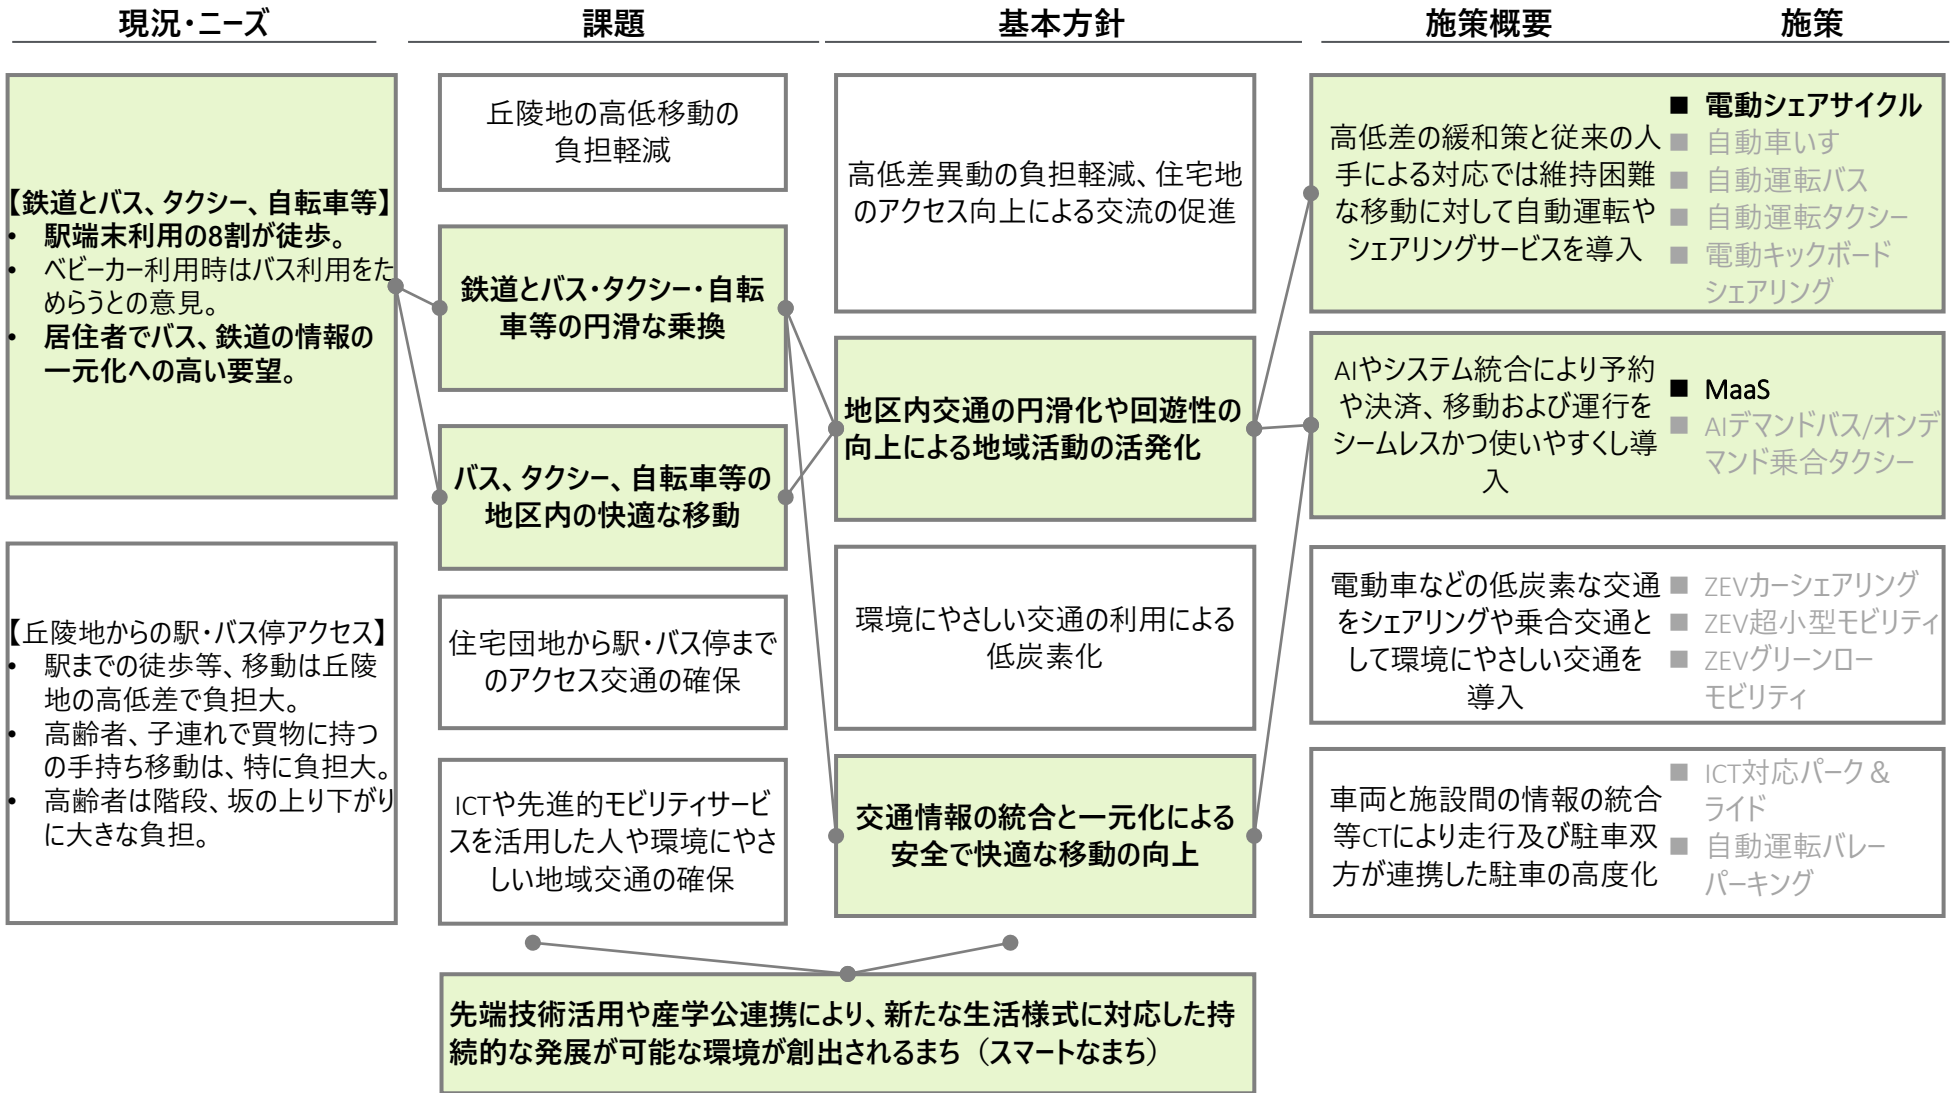 現況・ニーズ
課題
基本方針
施策概要
施策
【鉄道とバス、タクシー、自転車等】
• 駅端末利用の8割が徒歩。
• ベビーカー利用時はバス利用をた
めらうとの意見。
• 居住者でバス、鉄道の情報の
一元化への高い要望。
【丘陵地からの駅・バス停アクセス】
• 駅までの徒歩等、移動は丘陵
地の高低差で負担大。
• 高齢者、子連れで買物に持つ
の手持ち移動は、特に負担大。
• 高齢者は階段、坂の上り下がり
に大きな負担。
丘陵地の高低移動の
負担軽減
鉄道とバス・タクシー・自転
車等の円滑な乗換
バス、タクシー、自転車等の
地区内の快適な移動
住宅団地から駅・バス停まで
のアクセス交通の確保
ICTや先進的モビリティサービ
スを活用した人や環境にやさ
しい地域交通の確保
高低差異動の負担軽減、住宅地
のアクセス向上による交流の促進
地区内交通の円滑化や回遊性の
向上による地域活動の活発化
環境にやさしい交通の利用による
低炭素化
交通情報の統合と一元化による
安全で快適な移動の向上
高低差の緩和策と従来の人
手による対応では維持困難
な移動に対して自動運転や
シェアリングサービスを導入
■ 電動シェアサイクル
■ 自動車いす
■ 自動運転バス
■ 自動運転タクシー
■ 電動キックボード
シェアリング
AIやシステム統合により予約
や決済、移動および運行を
シームレスかつ使いやすくし導
入
■ MaaS
■ AIデマンドバス/オンデ
マンド乗合タクシー
電動車などの低炭素な交通
をシェアリングや乗合交通と
して環境にやさしい交通を
導入
■ ZEVカーシェアリング
■ ZEV超小型モビリティ
■ ZEVグリーンロー
モビリティ
車両と施設間の情報の統合
等CTにより走行及び駐車双
方が連携した駐車の高度化
■ ICT対応パーク＆
ライド
■ 自動運転バレー
パーキング
先端技術活用や産学公連携により、新たな生活様式に対応した持
続的な発展が可能な環境が創出されるまち（スマートなまち）